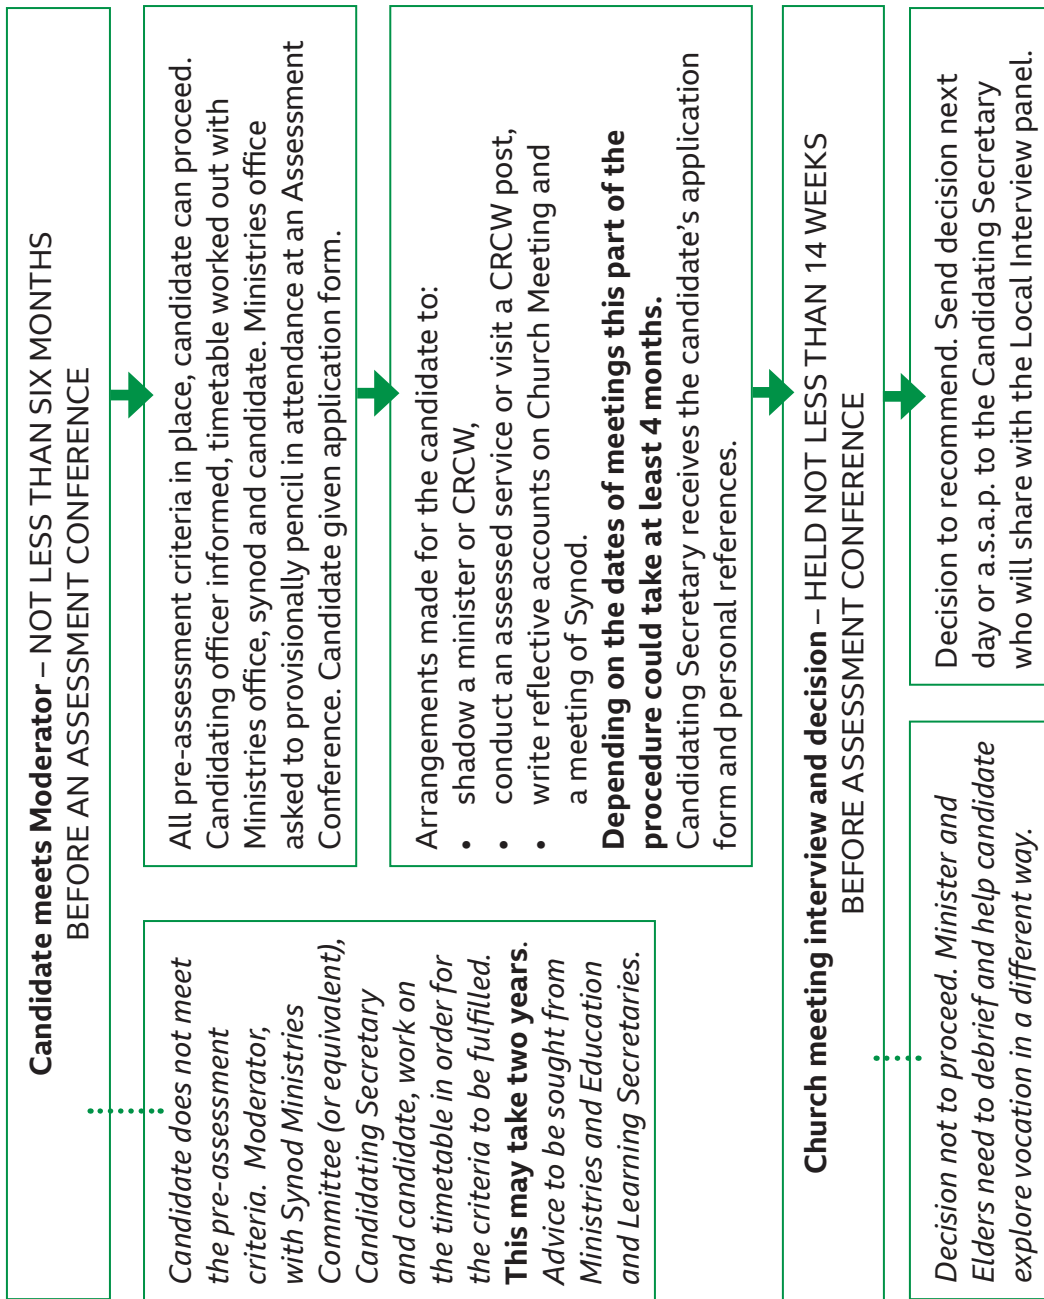 Candidate meets Moderator – NOT LESS THAN SIX MONTHS
BEFORE AN ASSESSMENT CONFERENCE
Candidate does not meet
the pre-assessment
criteria. Moderator,
with Synod Ministries
Committee (or equivalent),
Candidating Secretary
and candidate, work on
the timetable in order for
the criteria to be fulfilled.
This may take two years.
Advice to be sought from
Ministries and Education
and Learning Secretaries.
All pre-assessment criteria in place, candidate can proceed.
Candidating officer informed, timetable worked out with
Ministries office, synod and candidate. Ministries office
asked to provisionally pencil in attendance at an Assessment
Conference. Candidate given application form.
Arrangements made for the candidate to:
• shadow a minister or CRCW,
• conduct an assessed service or visit a CRCW post,
• write reflective accounts on Church Meeting and
a meeting of Synod.
Depending on the dates of meetings this part of the
procedure could take at least 4 months.
Candidating Secretary receives the candidate’s application
form and personal references.
Church meeting interview and decision – HELD NOT LESS THAN 14 WEEKS
BEFORE ASSESSMENT CONFERENCE
Decision not to proceed. Minister and
Elders need to debrief and help candidate
explore vocation in a different way.
Decision to recommend. Send decision next
day or a.s.a.p. to the Candidating Secretary
who will share with the Local Interview panel.